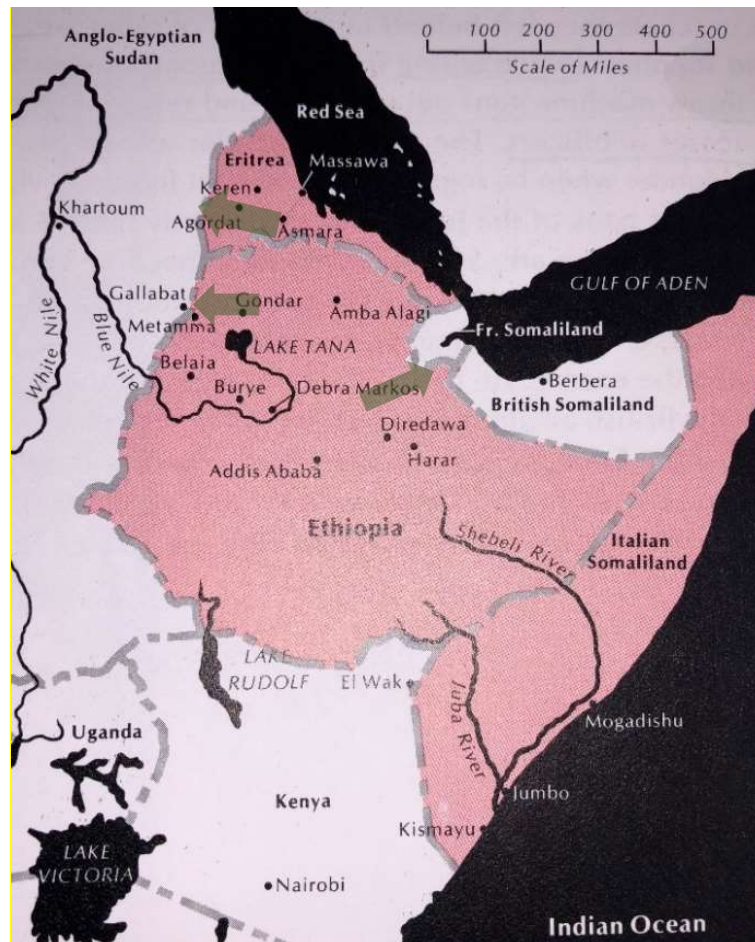 Anglo-Egyptian
Sudan
0 100 200 300 400 500
Scale of Miles
Red Sea
Eritrea
Massawa
Keren
Khartoum
Agordat
Asmara
GULF OF ADEN
Gallabat
Gondar
Amba Alagi
Metamma
Fr. Somaliland
White Nile
Blue Nile
LAKE TANA
Belaia
Berbera
Burye
Debra Markos
British Somaliland
Diredawa
Addis Ababa
Harar
Ethiopia
Shebeli River
Italian
Somaliland
LAKE
RUDOLF
El Wak
Juba River
Mogadishu
Uganda
Jumbo
Kenya
Kismayu
LAKE
VICTORIA
Nairobi
Indian Ocean